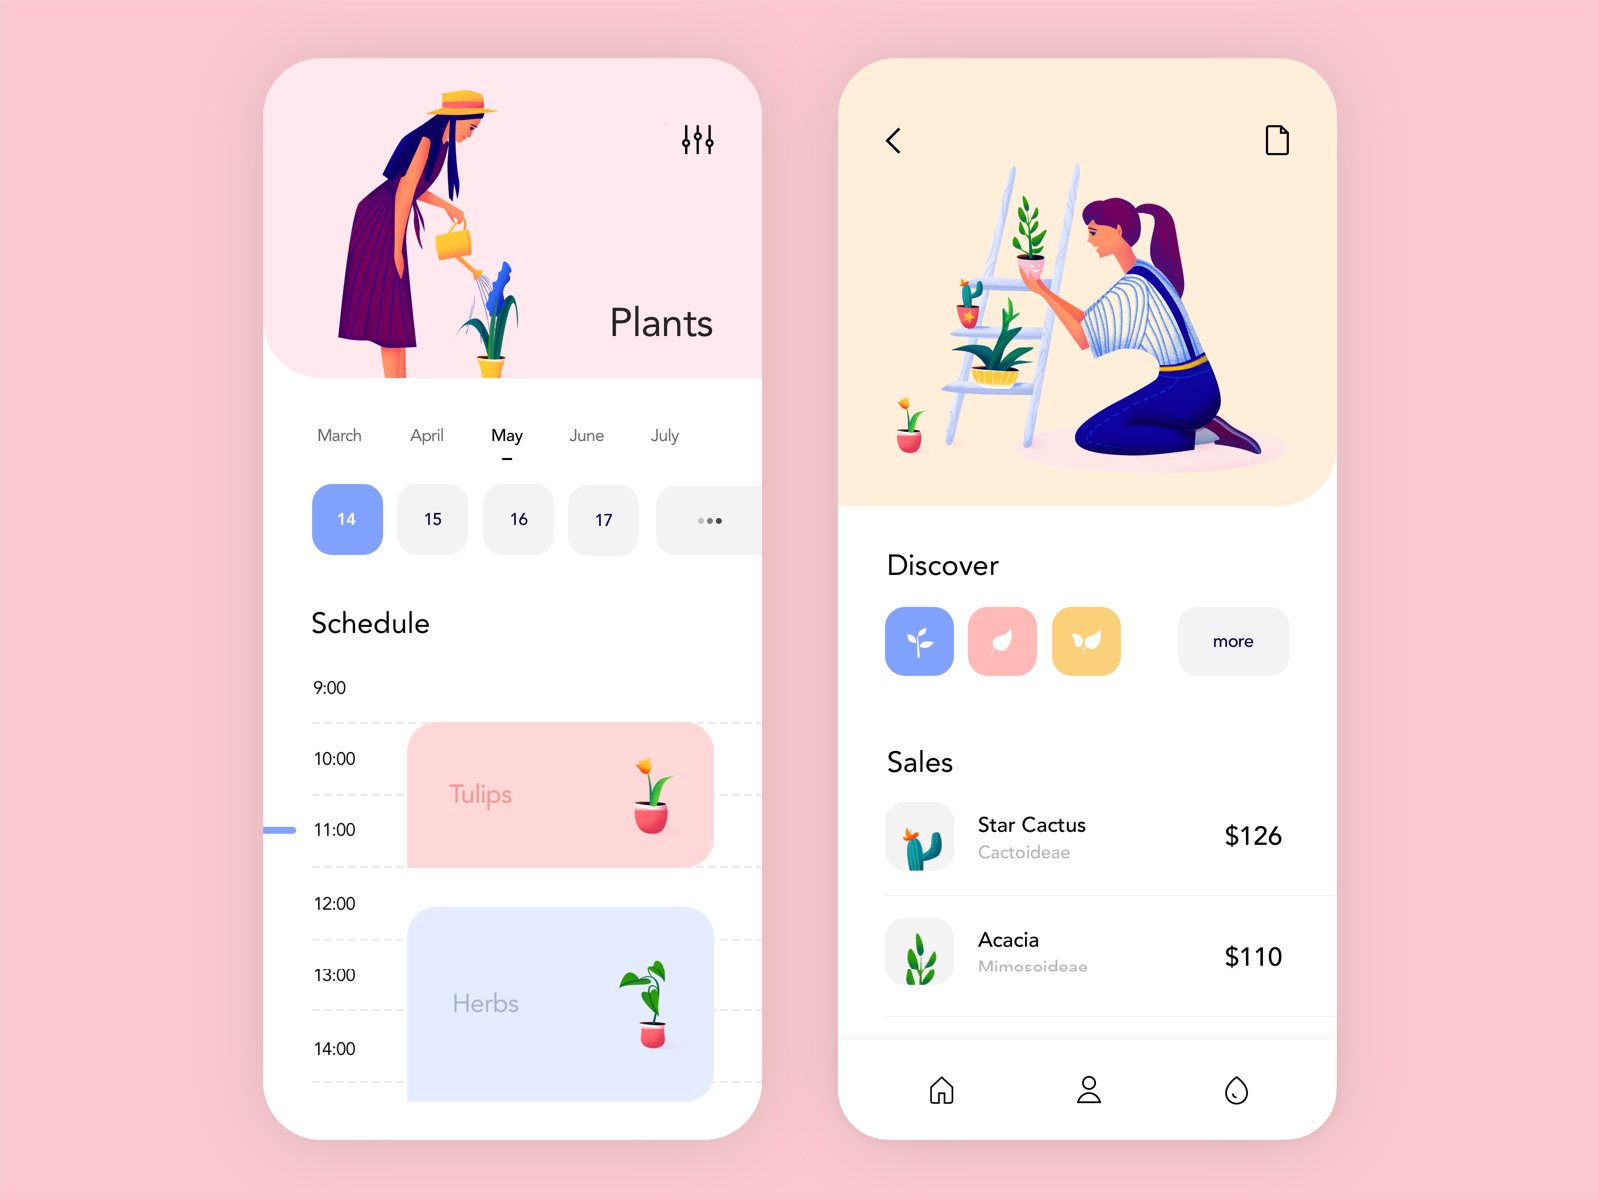 Plants
March April May June July
14 15 16 17
Schedule
9:00
10:00
Tulips
11:00
12:00
13:00
Herbs
14:00
Discover
more
Sales
Star Cactus
Cactoideae
$126
Acacia
Mimosoideae
$110